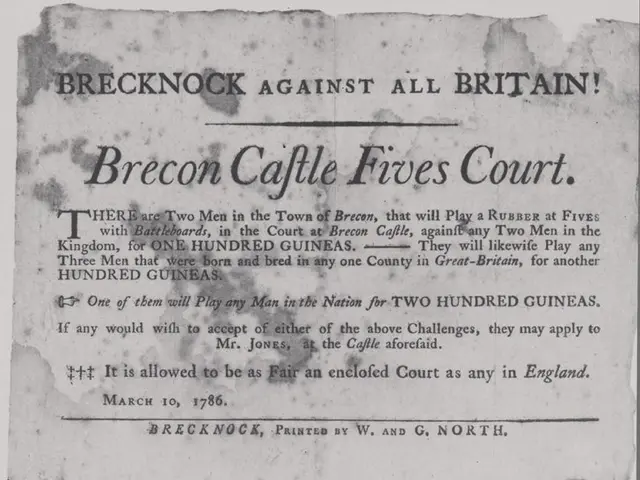 BRECKNOCK AGAINST ALL BRITAIN!
Brecon Caſtle Fives Court.
THERE are Two Men in the Town of Brecon, that will Play a RUBBER at FIVES
with Battleboards, in the Court at Brecon Caſtle, againſt any Two Men in the
Kingdom, for ONE HUNDRED GUINEAS. —— They will likewiſe Play any
Three Men that were born and bred in any one County in Great-Britain, for another
HUNDRED GUINEAS.
☞ One of them will Play any Man in the Nation for TWO HUNDRED GUINEAS.
If any would wiſh to accept of either of the above Challenges, they may apply to
Mr. JONES, at the Caſtle aforeſaid.
‡†‡ It is allowed to be as Fair an encloſed Court as any in England.
MARCH 10, 1786.
BRECKNOCK, PRINTED BY W. AND G. NORTH.